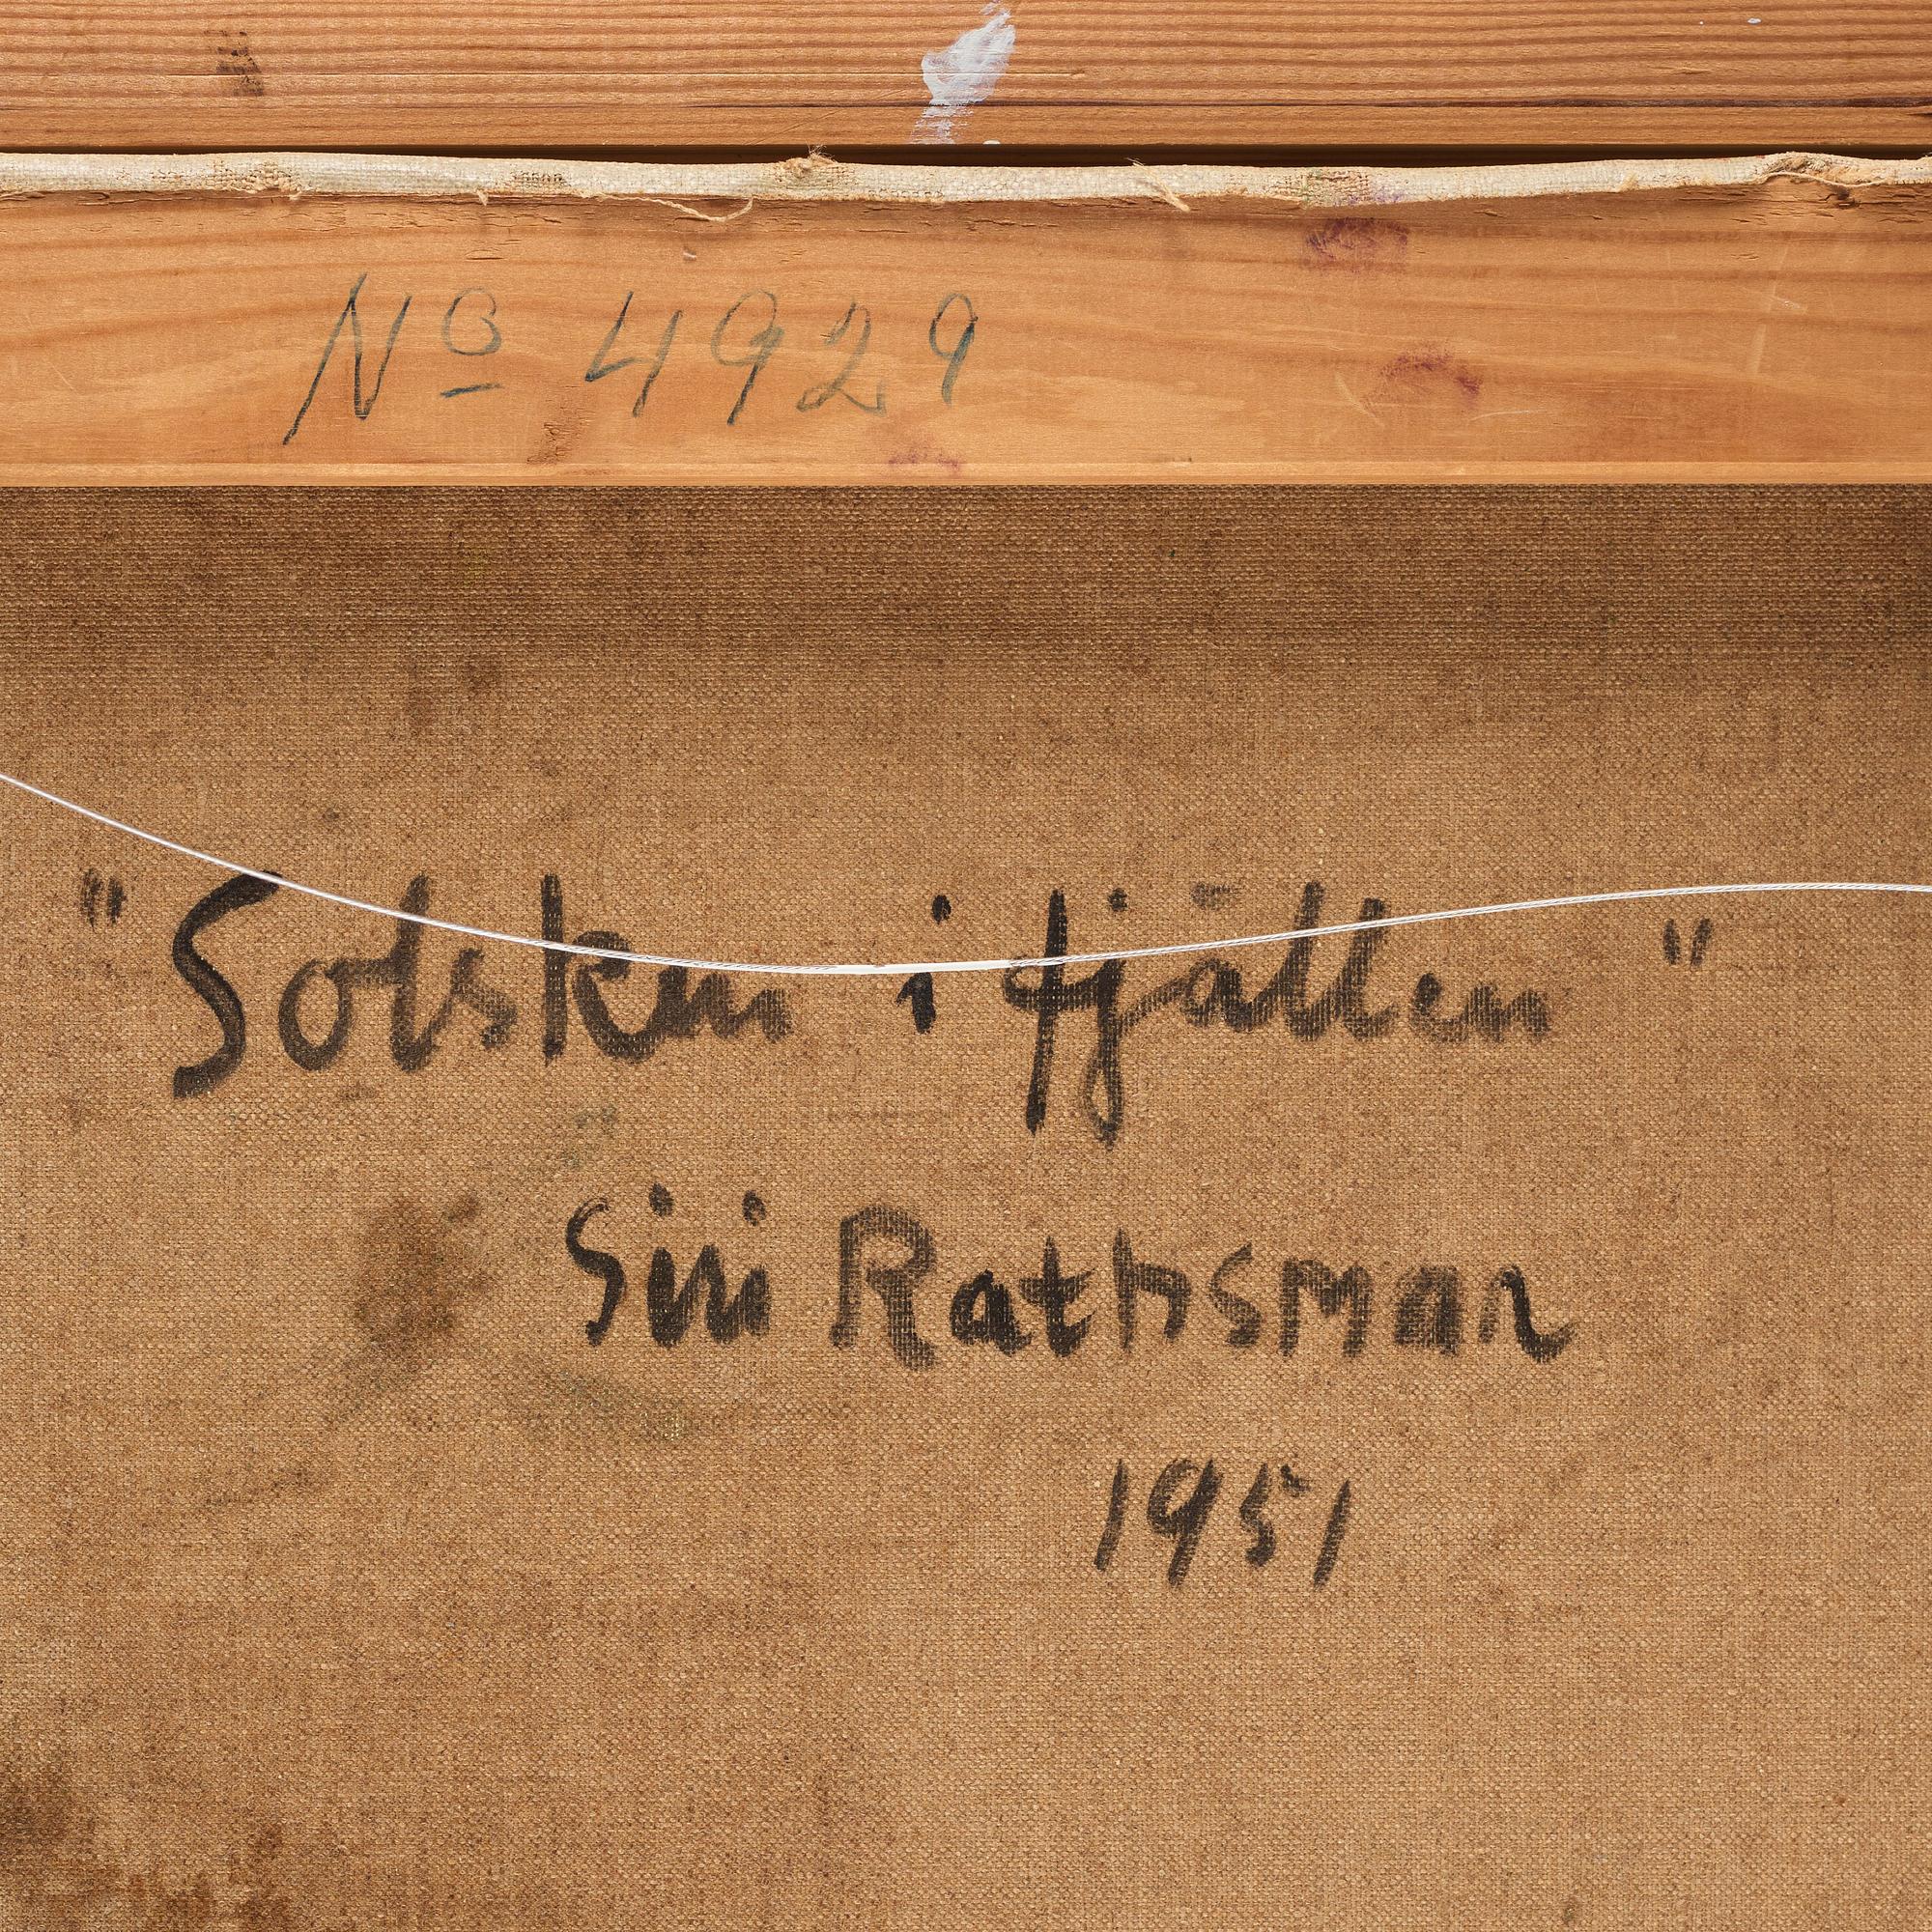 No 4929
"Solsken i fjällen"
Siri Rathsman
1951